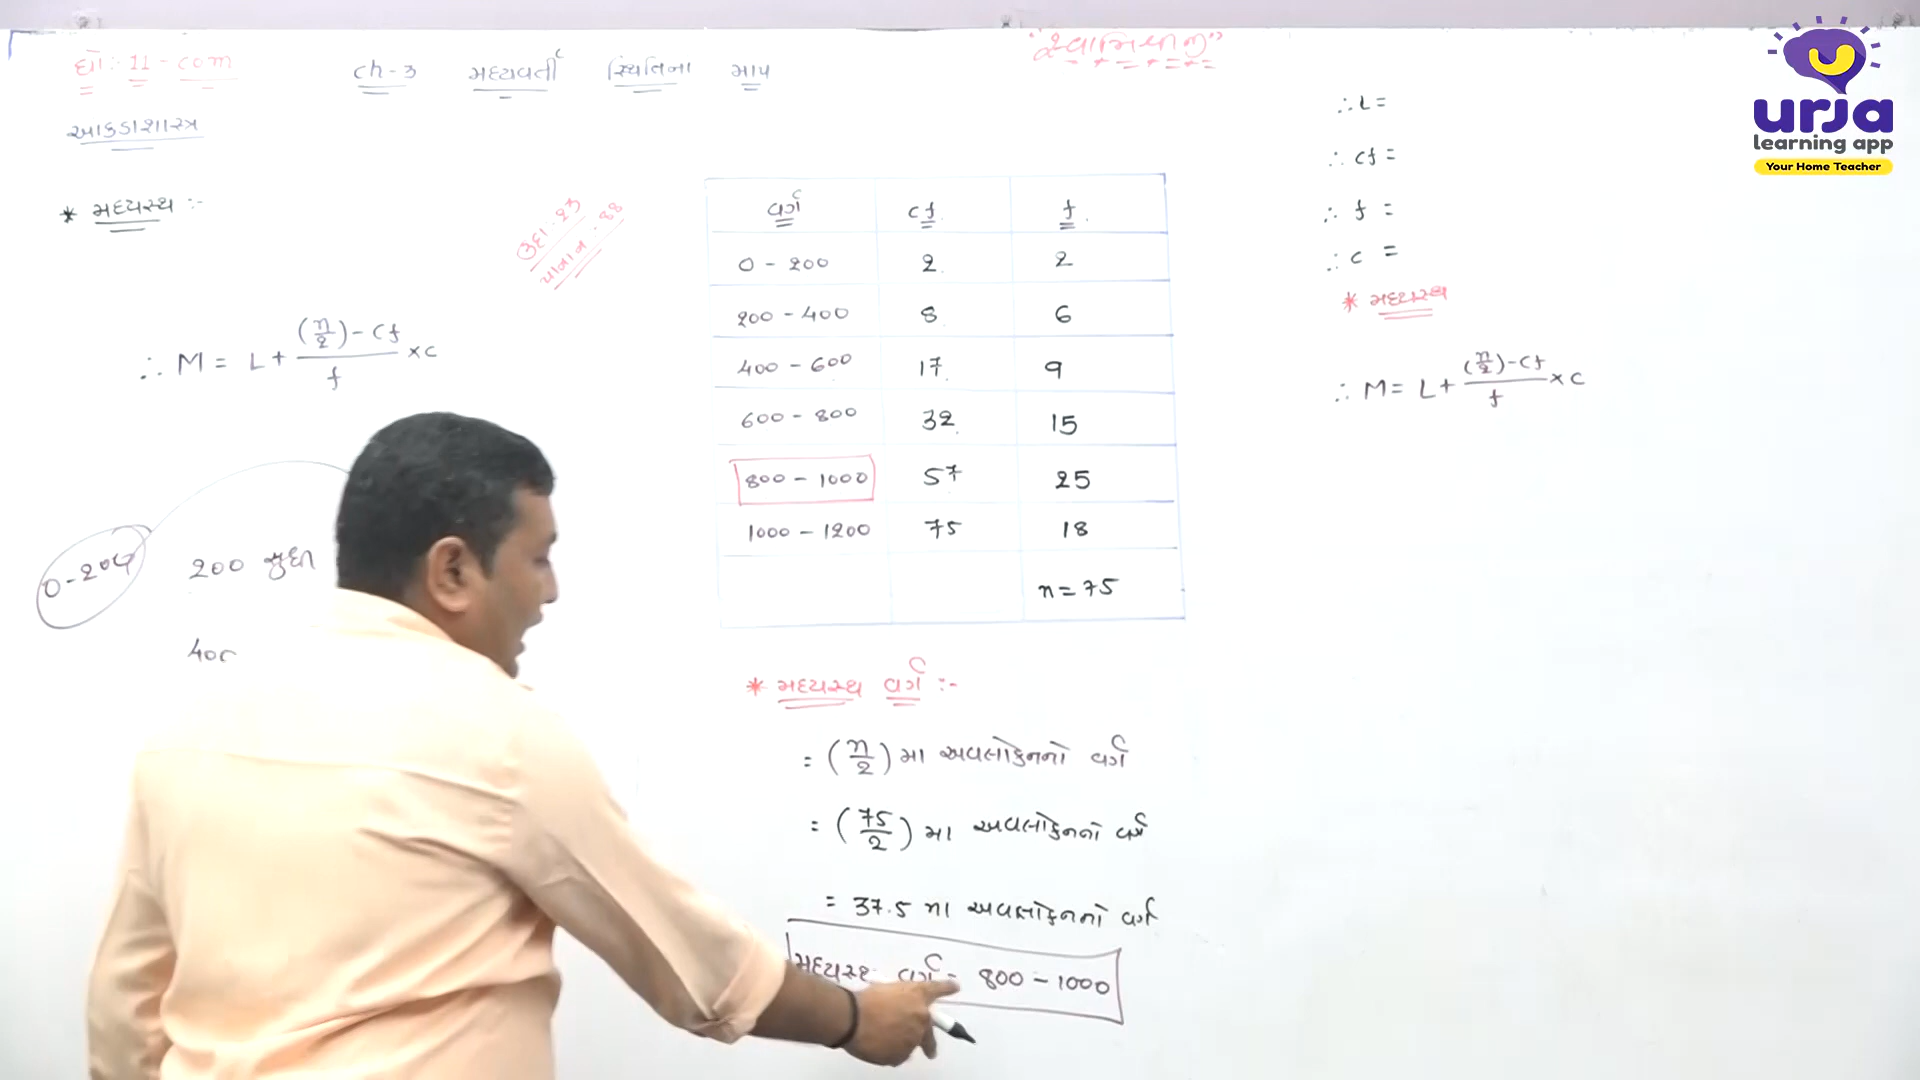 ધો:- 11 - com
ch-3 મધ્યવર્તી સ્થિતિના માપ
આંકડાશાસ્ત્ર
* મધ્યસ્થ :-
ઉદા: 23
પાના નં. 88
∴ M = L + (n/2) - cf / f × c
0 - 200
200 સુધી
400
વર્ગ cf f
0 - 200 2 2
200 - 400 8 6
400 - 600 17 9
600 - 800 32 15
800 - 1000 57 25
1000 - 1200 75 18
n = 75
* મધ્યસ્થ વર્ગ :-
= (n/2) મા અવલોકનનો વર્ગ
= (75/2) મા અવલોકનનો વર્ગ
= 37.5 મા અવલોકનનો વર્ગ
મધ્યસ્થ વર્ગ = 800 - 1000
∴ L =
∴ cf =
∴ f =
∴ c =
* મધ્યસ્થ
∴ M = L + (n/2) - cf / f × c
urja
learning app
Your Home Teacher